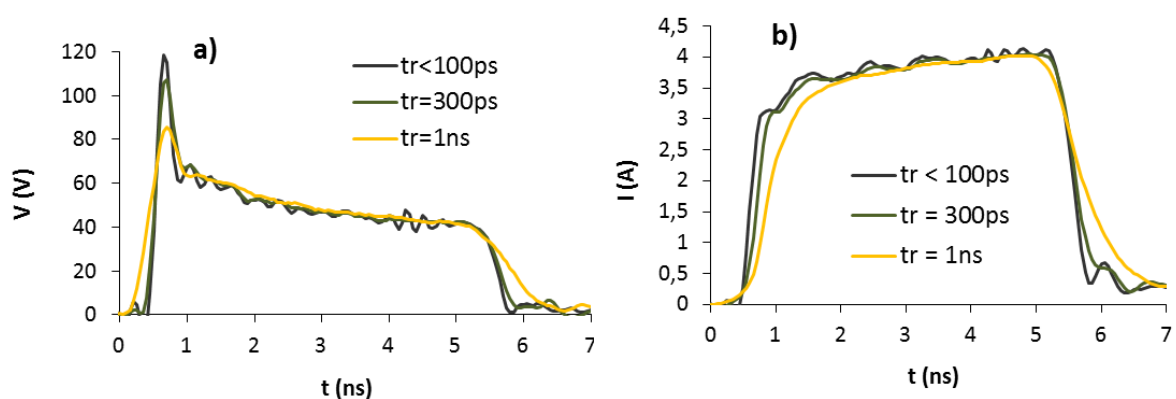 a)
V (V)
120
100
80
60
40
20
0
0 1 2 3 4 5 6 7
t (ns)
tr<100ps
tr=300ps
tr=1ns
b)
I (A)
4,5
4
3,5
3
2,5
2
1,5
1
0,5
0
0 1 2 3 4 5 6 7
t (ns)
tr < 100ps
tr = 300ps
tr = 1ns